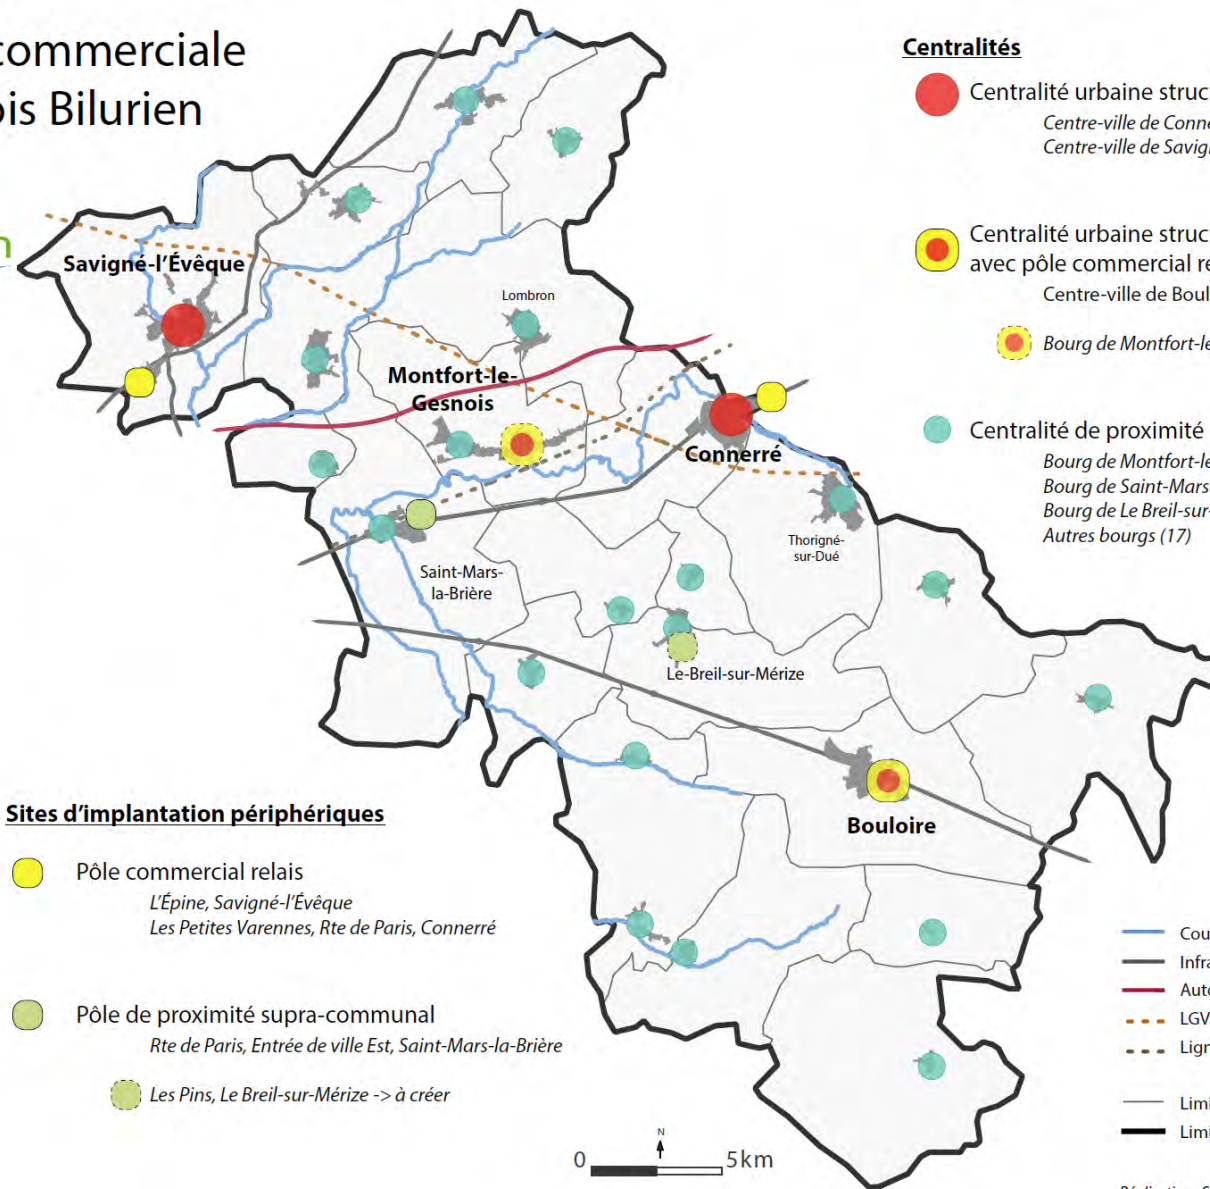 commerciale
ois Bilurien
n
Centralités
Centralité urbaine struc
Centre-ville de Conne
Centre-ville de Savig
Centralité urbaine struc
avec pôle commercial re
Centre-ville de Boul
Bourg de Montfort-le
Centralité de proximité
Bourg de Montfort-le
Bourg de Saint-Mars
Bourg de Le Breil-sur-
Autres bourgs (17)
Savigné-l'Évêque
Lombron
Montfort-le-
Gesnois
Connerré
Thorigné-
sur-Dué
Saint-Mars-
la-Brière
Le-Breil-sur-Mérize
Bouloire
Sites d'implantation périphériques
Pôle commercial relais
L'Épine, Savigné-l'Évêque
Les Petites Varennes, Rte de Paris, Connerré
Pôle de proximité supra-communal
Rte de Paris, Entrée de ville Est, Saint-Mars-la-Brière
Les Pins, Le Breil-sur-Mérize -> à créer
Cou
Infra
Auto
LGV
Lign
Limi
Limi
N
0 5km